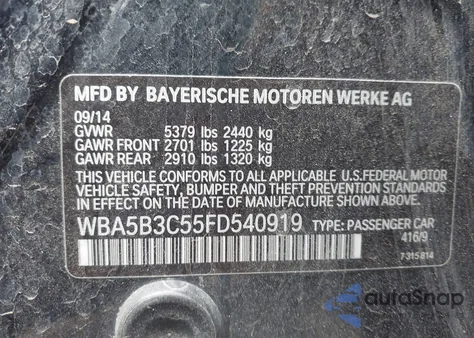 MFD BY BAYERISCHE MOTOREN WERKE AG
09/14
GVWR 5379 lbs 2440 kg
GAWR FRONT 2701 lbs 1225 kg
GAWR REAR 2910 lbs 1320 kg
THIS VEHICLE CONFORMS TO ALL APPLICABLE U.S.FEDERAL MOTOR
VEHICLE SAFETY, BUMPER AND THEFT PREVENTION STANDARDS
IN EFFECT ON THE DATE OF MANUFACTURE SHOWN ABOVE.
WBA5B3C55FD540919 TYPE: PASSENGER CAR
416/9
7 315 814
autoSnap